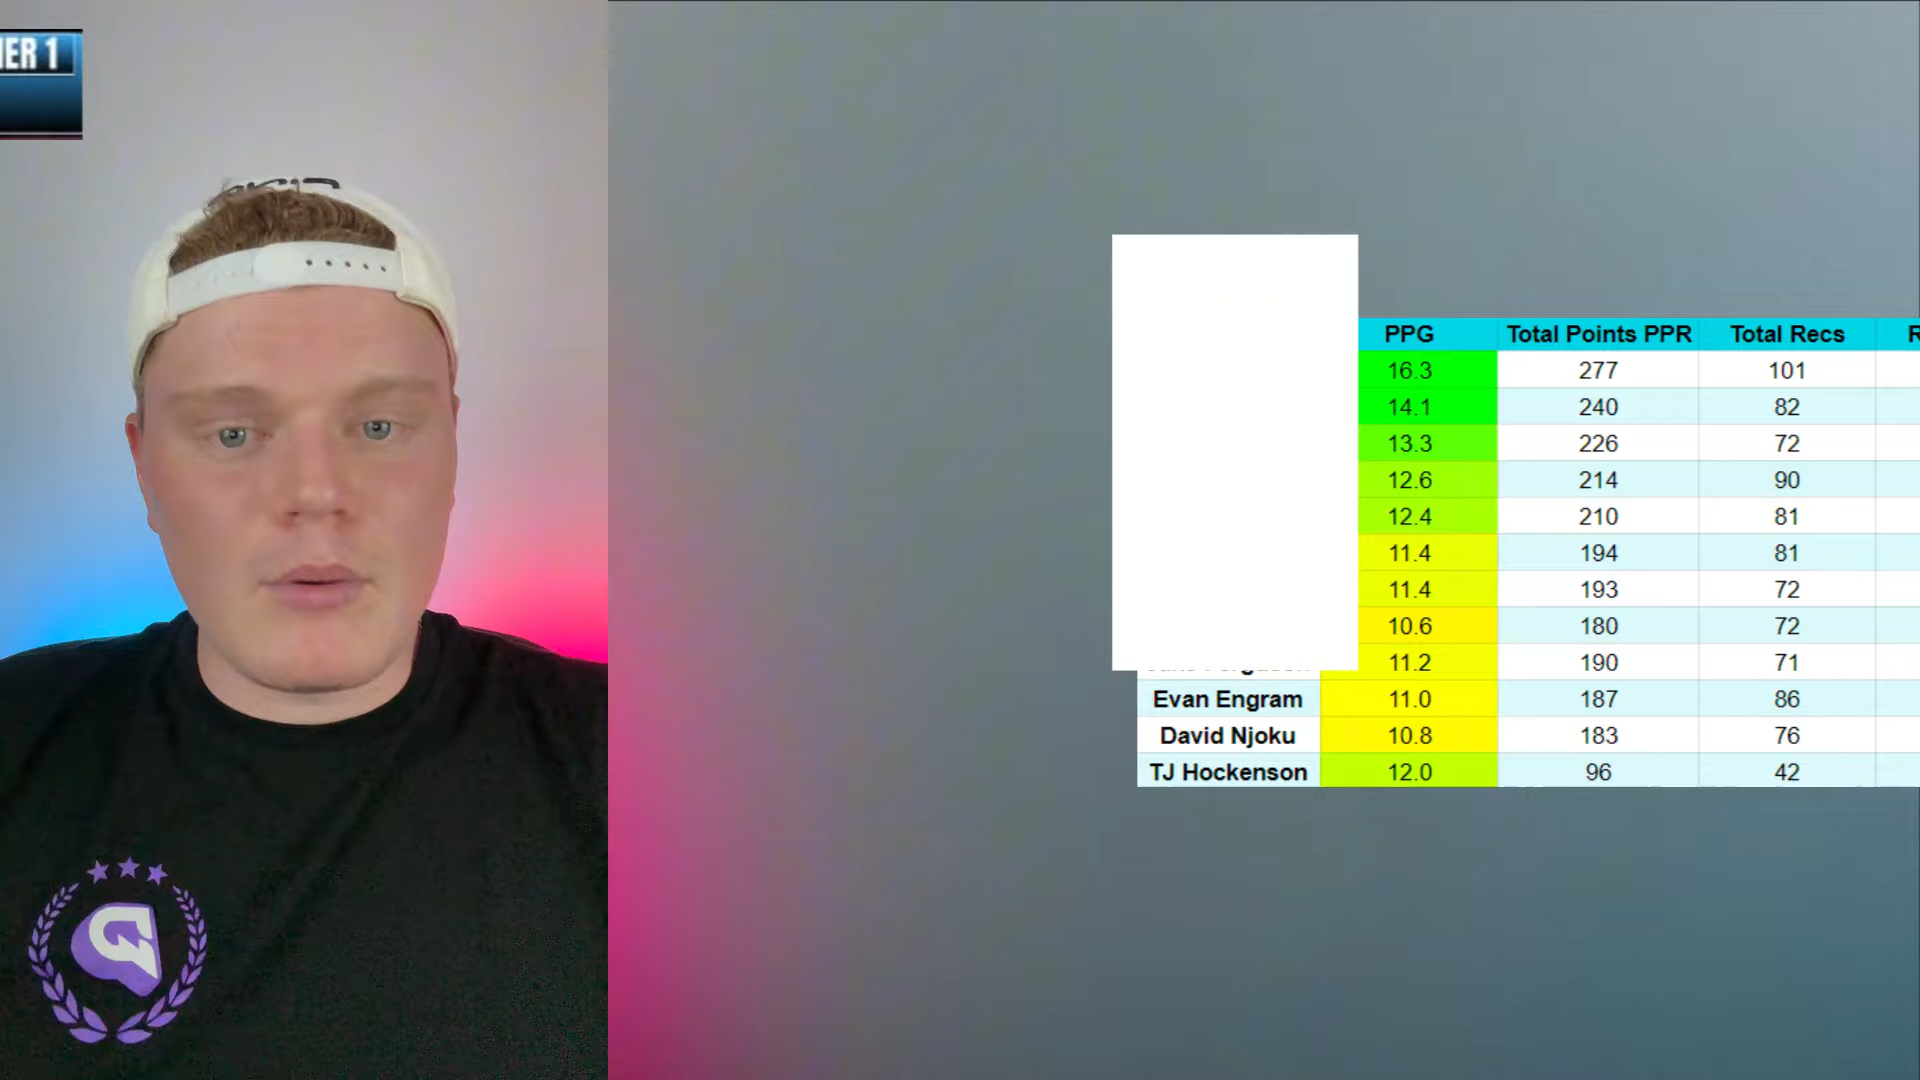 IER 1
PPG Total Points PPR Total Recs R
16.3 277 101
14.1 240 82
13.3 226 72
12.6 214 90
12.4 210 81
11.4 194 81
11.4 193 72
10.6 180 72
11.2 190 71
Evan Engram 11.0 187 86
David Njoku 10.8 183 76
TJ Hockenson 12.0 96 42